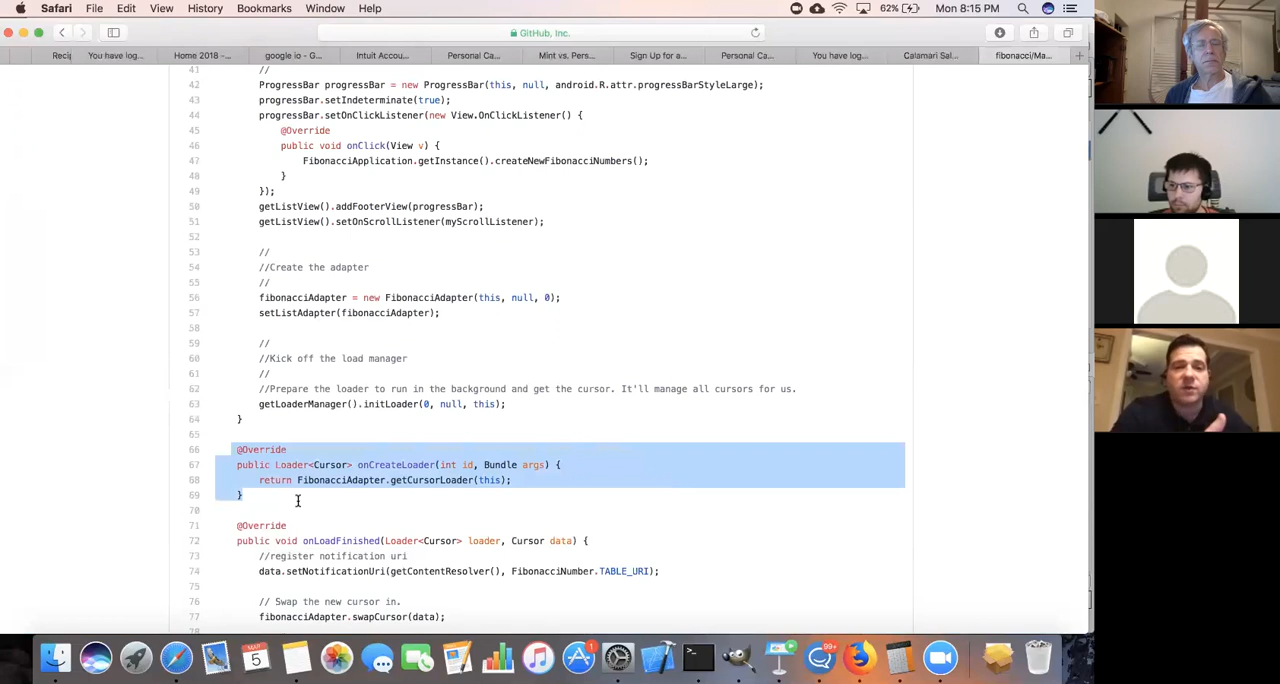 Safari File Edit View History Bookmarks Window Help 62% Mon 8:15 PM
GitHub, Inc.
Recip You have log... Home 2018 -... google io - G... Intuit Accou... Personal Ca... Mint vs. Pers... Sign Up for a... Personal Ca... You have log... Calamari Sal... fibonacci/Ma...
41 //
42 ProgressBar progressBar = new ProgressBar(this, null, android.R.attr.progressBarStyleLarge);
43 progressBar.setIndeterminate(true);
44 progressBar.setOnClickListener(new View.OnClickListener() {
45 @Override
46 public void onClick(View v) {
47 FibonacciApplication.getInstance().createNewFibonacciNumbers();
48 }
49 });
50 getListView().addFooterView(progressBar);
51 getListView().setOnScrollListener(myScrollListener);
52
53 //
54 //Create the adapter
55 //
56 fibonacciAdapter = new FibonacciAdapter(this, null, 0);
57 setListAdapter(fibonacciAdapter);
58
59 //
60 //Kick off the load manager
61 //
62 //Prepare the loader to run in the background and get the cursor. It'll manage all cursors for us.
63 getLoaderManager().initLoader(0, null, this);
64 }
65
66 @Override
67 public Loader<Cursor> onCreateLoader(int id, Bundle args) {
68 return FibonacciAdapter.getCursorLoader(this);
69 }
70
71 @Override
72 public void onLoadFinished(Loader<Cursor> loader, Cursor data) {
73 //register notification uri
74 data.setNotificationUri(getContentResolver(), FibonacciNumber.TABLE_URI);
75
76 // Swap the new cursor in.
77 fibonacciAdapter.swapCursor(data);
78
5 1 99+